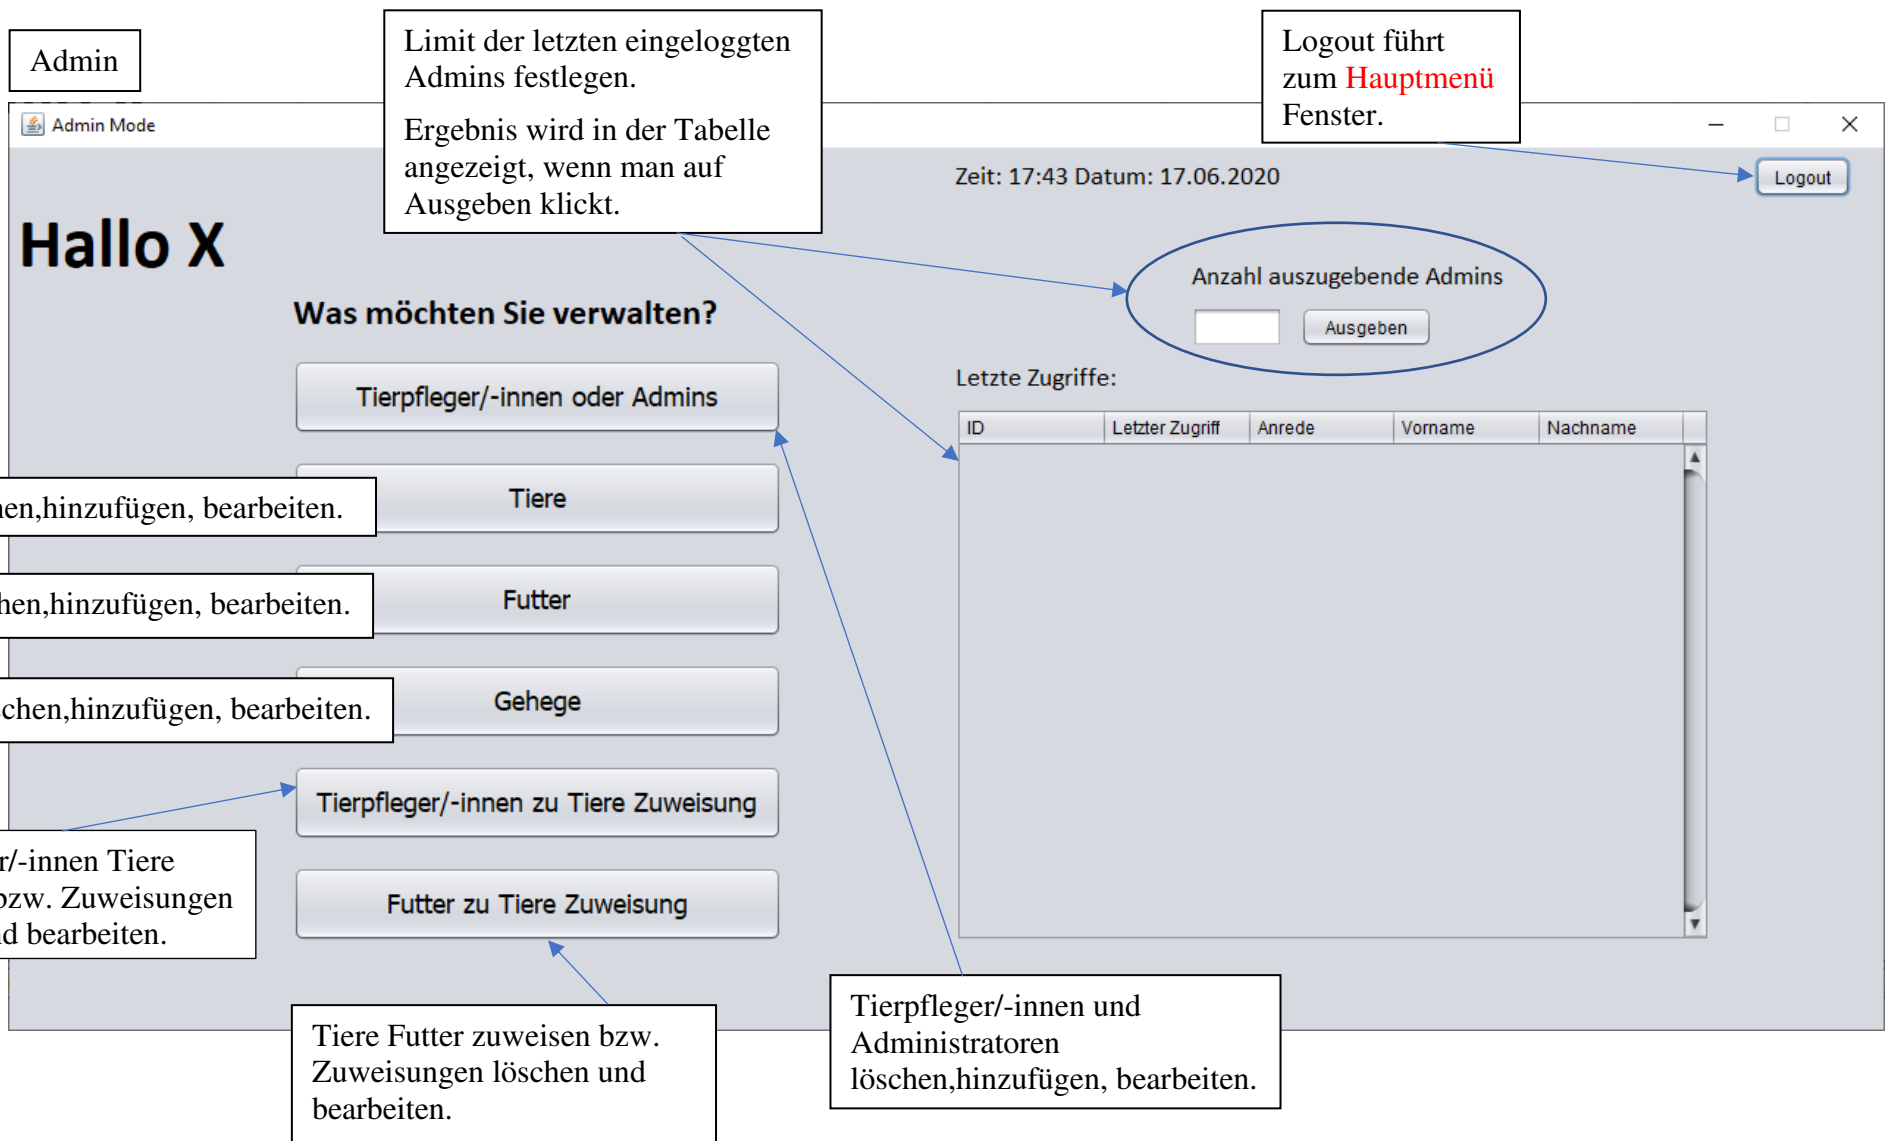 Admin
Limit der letzten eingeloggten
Admins festlegen.
Ergebnis wird in der Tabelle
angezeigt, wenn man auf
Ausgeben klickt.
Logout führt
zum Hauptmenü
Fenster.
Admin Mode
Zeit: 17:43 Datum: 17.06.2020
Logout
Hallo X
Anzahl auszugebende Admins
Ausgeben
Was möchten Sie verwalten?
Letzte Zugriffe:
ID Letzter Zugriff Anrede Vorname Nachname
Tierpfleger/-innen oder Admins
Tiere
hinzufügen, bearbeiten.
Futter
hinzufügen, bearbeiten.
Gehege
hinzufügen, bearbeiten.
Tierpfleger/-innen zu Tiere Zuweisung
/-innen Tiere
bzw. Zuweisungen
bearbeiten.
Futter zu Tiere Zuweisung
Tiere Futter zuweisen bzw.
Zuweisungen löschen und
bearbeiten.
Tierpfleger/-innen und
Administratoren
löschen,hinzufügen, bearbeiten.